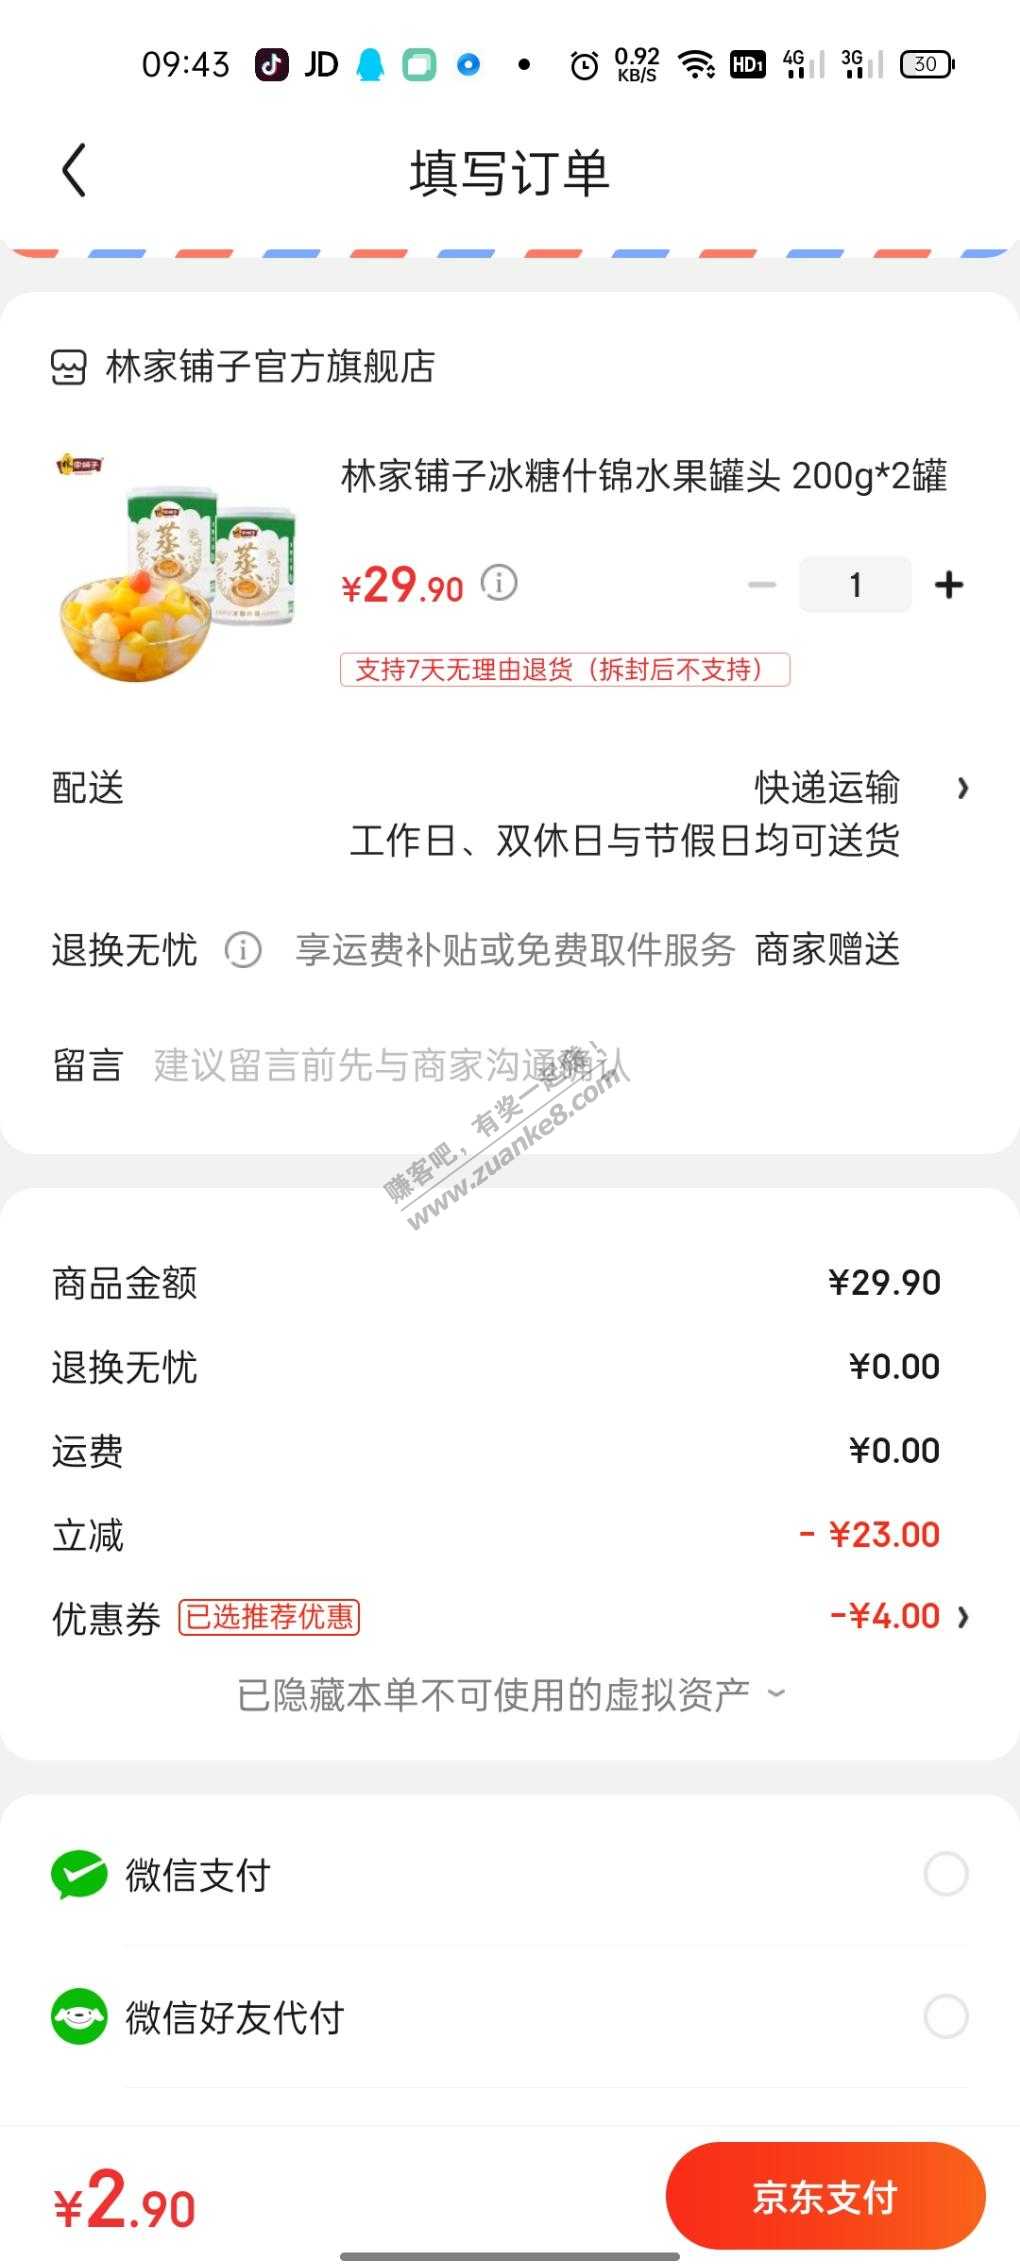 09:43 JD 0.92 KB/S HD1 4G 3G 30
填写订单
林家铺子官方旗舰店
林家铺子冰糖什锦水果罐头 200g*2罐
蒸
蒸
¥29.90
1
支持7天无理由退货（拆封后不支持）
配送 快递运输
工作日、双休日与节假日均可送货
退换无忧 享运费补贴或免费取件服务 商家赠送
留言 建议留言前先与商家沟通确认
赚客吧，有奖一起赚！
www.zuanke8.com
商品金额 ¥29.90
退换无忧 ¥0.00
运费 ¥0.00
立减 - ¥23.00
优惠券 已选推荐优惠 -¥4.00
已隐藏本单不可使用的虚拟资产
微信支付
微信好友代付
¥2.90 京东支付